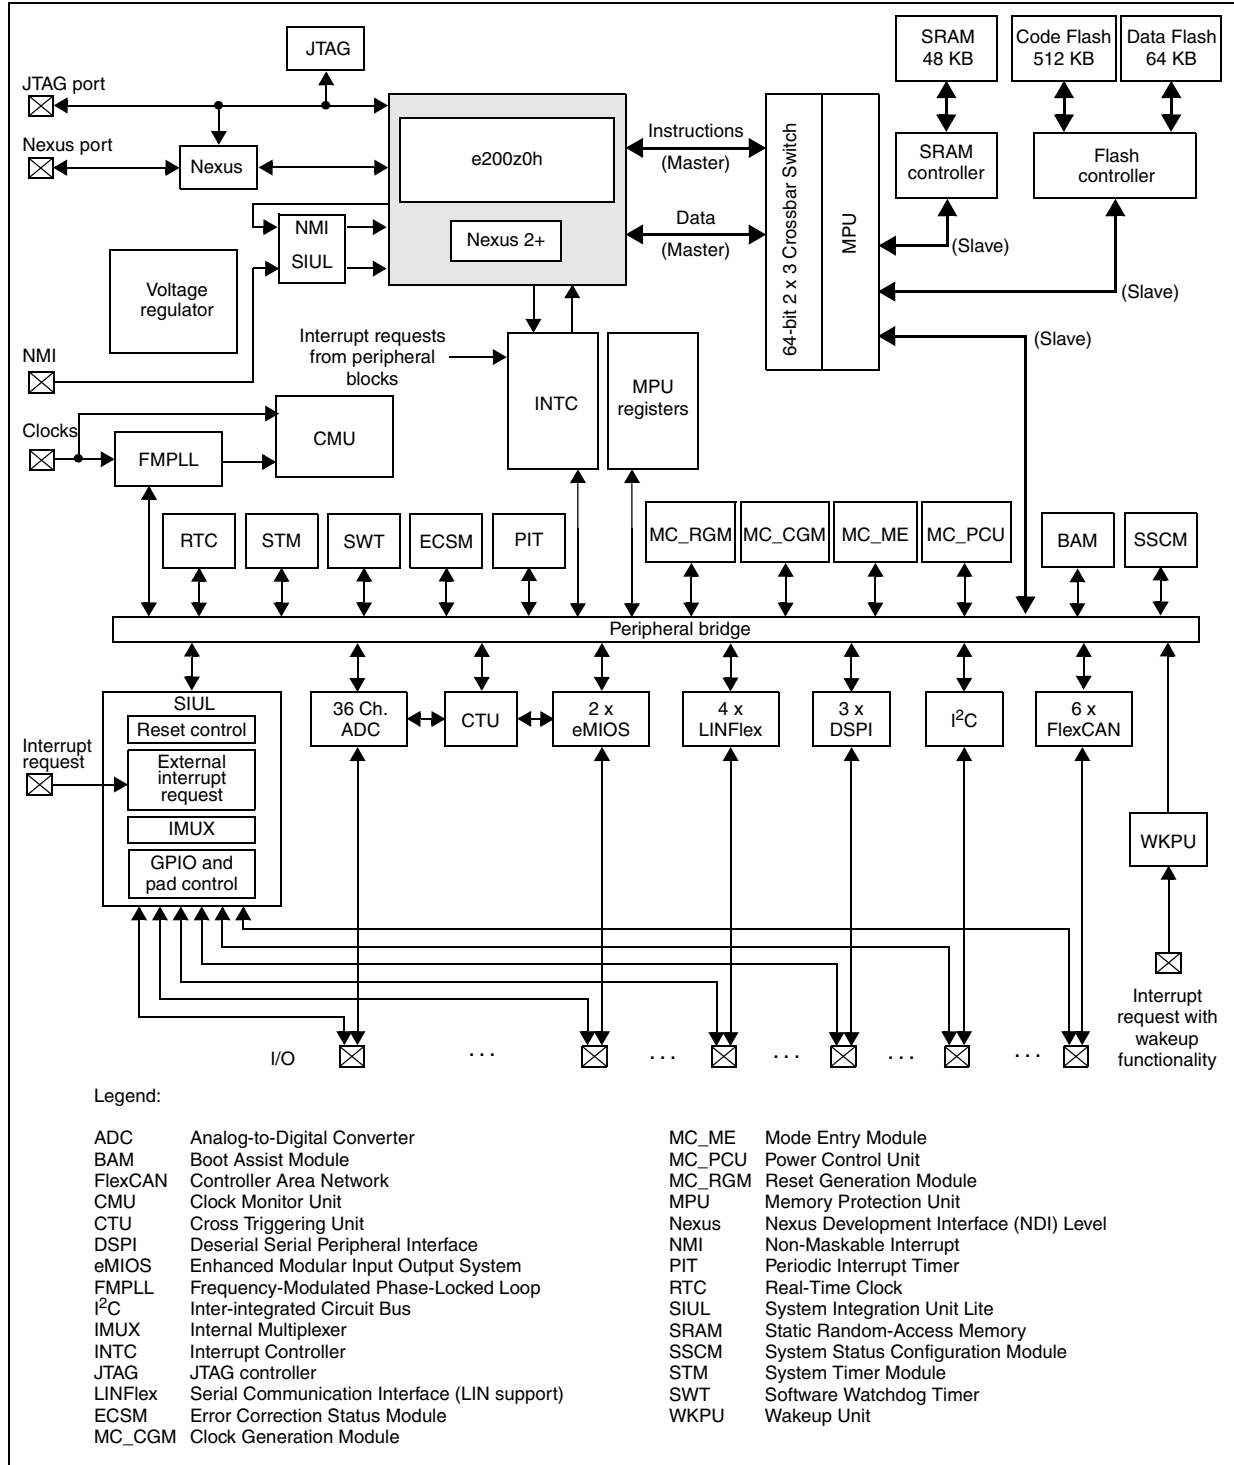 JTAG
SRAM
48 KB
Code Flash
512 KB
Data Flash
64 KB
JTAG port
Nexus port
Nexus
e200z0h
Nexus 2+
Instructions
(Master)
Data
(Master)
64-bit 2 x 3 Crossbar Switch
MPU
SRAM
controller
Flash
controller
(Slave)
(Slave)
(Slave)
NMI
SIUL
Voltage
regulator
NMI
Interrupt requests
from peripheral
blocks
INTC
MPU
registers
Clocks
FMPLL
CMU
RTC
STM
SWT
ECSM
PIT
MC_RGM
MC_CGM
MC_ME
MC_PCU
BAM
SSCM
Peripheral bridge
SIUL
Reset control
External
interrupt
request
IMUX
GPIO and
pad control
Interrupt
request
36 Ch.
ADC
CTU
2 x
eMIOS
4 x
LINFlex
3 x
DSPI
I²C
6 x
FlexCAN
WKPU
Interrupt
request with
wakeup
functionality
I/O
. . .
. . .
. . .
. . .
. . .
Legend:
ADC Analog-to-Digital Converter
BAM Boot Assist Module
FlexCAN Controller Area Network
CMU Clock Monitor Unit
CTU Cross Triggering Unit
DSPI Deserial Serial Peripheral Interface
eMIOS Enhanced Modular Input Output System
FMPLL Frequency-Modulated Phase-Locked Loop
I²C Inter-integrated Circuit Bus
IMUX Internal Multiplexer
INTC Interrupt Controller
JTAG JTAG controller
LINFlex Serial Communication Interface (LIN support)
ECSM Error Correction Status Module
MC_CGM Clock Generation Module
MC_ME Mode Entry Module
MC_PCU Power Control Unit
MC_RGM Reset Generation Module
MPU Memory Protection Unit
Nexus Nexus Development Interface (NDI) Level
NMI Non-Maskable Interrupt
PIT Periodic Interrupt Timer
RTC Real-Time Clock
SIUL System Integration Unit Lite
SRAM Static Random-Access Memory
SSCM System Status Configuration Module
STM System Timer Module
SWT Software Watchdog Timer
WKPU Wakeup Unit